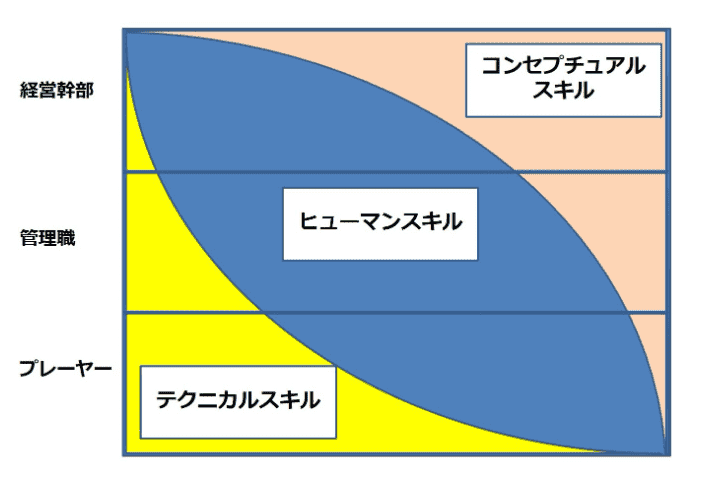 コンセプチュアル
スキル
経営幹部
ヒューマンスキル
管理職
プレーヤー
テクニカルスキル